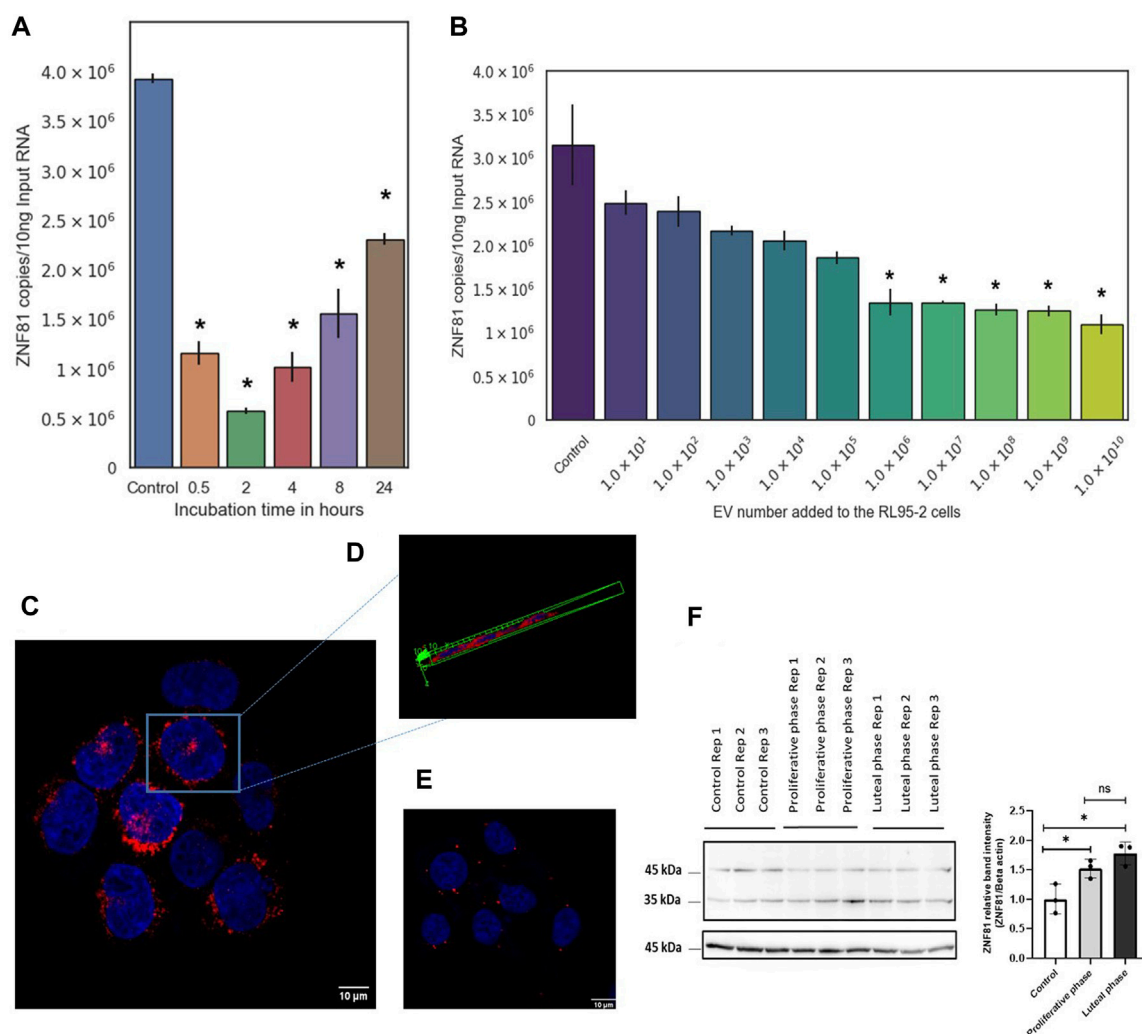 A
ZNF81 copies/10ng Input RNA
4.0 × 10⁶
3.5 × 10⁶
3.0 × 10⁶
2.5 × 10⁶
2.0 × 10⁶
1.5 × 10⁶
1 × 10⁶
0.5 × 10⁶
0
* * * * *
Control 0.5 2 4 8 24
Incubation time in hours
B
ZNF81 copies/10ng Input RNA
4.0 × 10⁶
3.5 × 10⁶
3.0 × 10⁶
2.5 × 10⁶
2.0 × 10⁶
1.5 × 10⁶
1 × 10⁶
0.5 × 10⁶
0
* * * * *
Control 1.0 × 10¹ 1.0 × 10² 1.0 × 10³ 1.0 × 10⁴ 1.0 × 10⁵ 1.0 × 10⁶ 1.0 × 10⁷ 1.0 × 10⁸ 1.0 × 10⁹ 1.0 × 10¹⁰
EV number added to the RL95-2 cells
C
10 µm
D
z
E
10 µm
F
Control Rep 1
Control Rep 2
Control Rep 3
Proliferative phase Rep 1
Proliferative phase Rep 2
Proliferative phase Rep 3
Luteal phase Rep 1
Luteal phase Rep 2
Luteal phase Rep 3
45 kDa
35 kDa
45 kDa
ZNF81 relative band intensity
(ZNF81/Beta actin)
2.5
2.0
1.5
1.0
0.5
0.0
ns
*
*
Control
Proliferative phase
Luteal phase